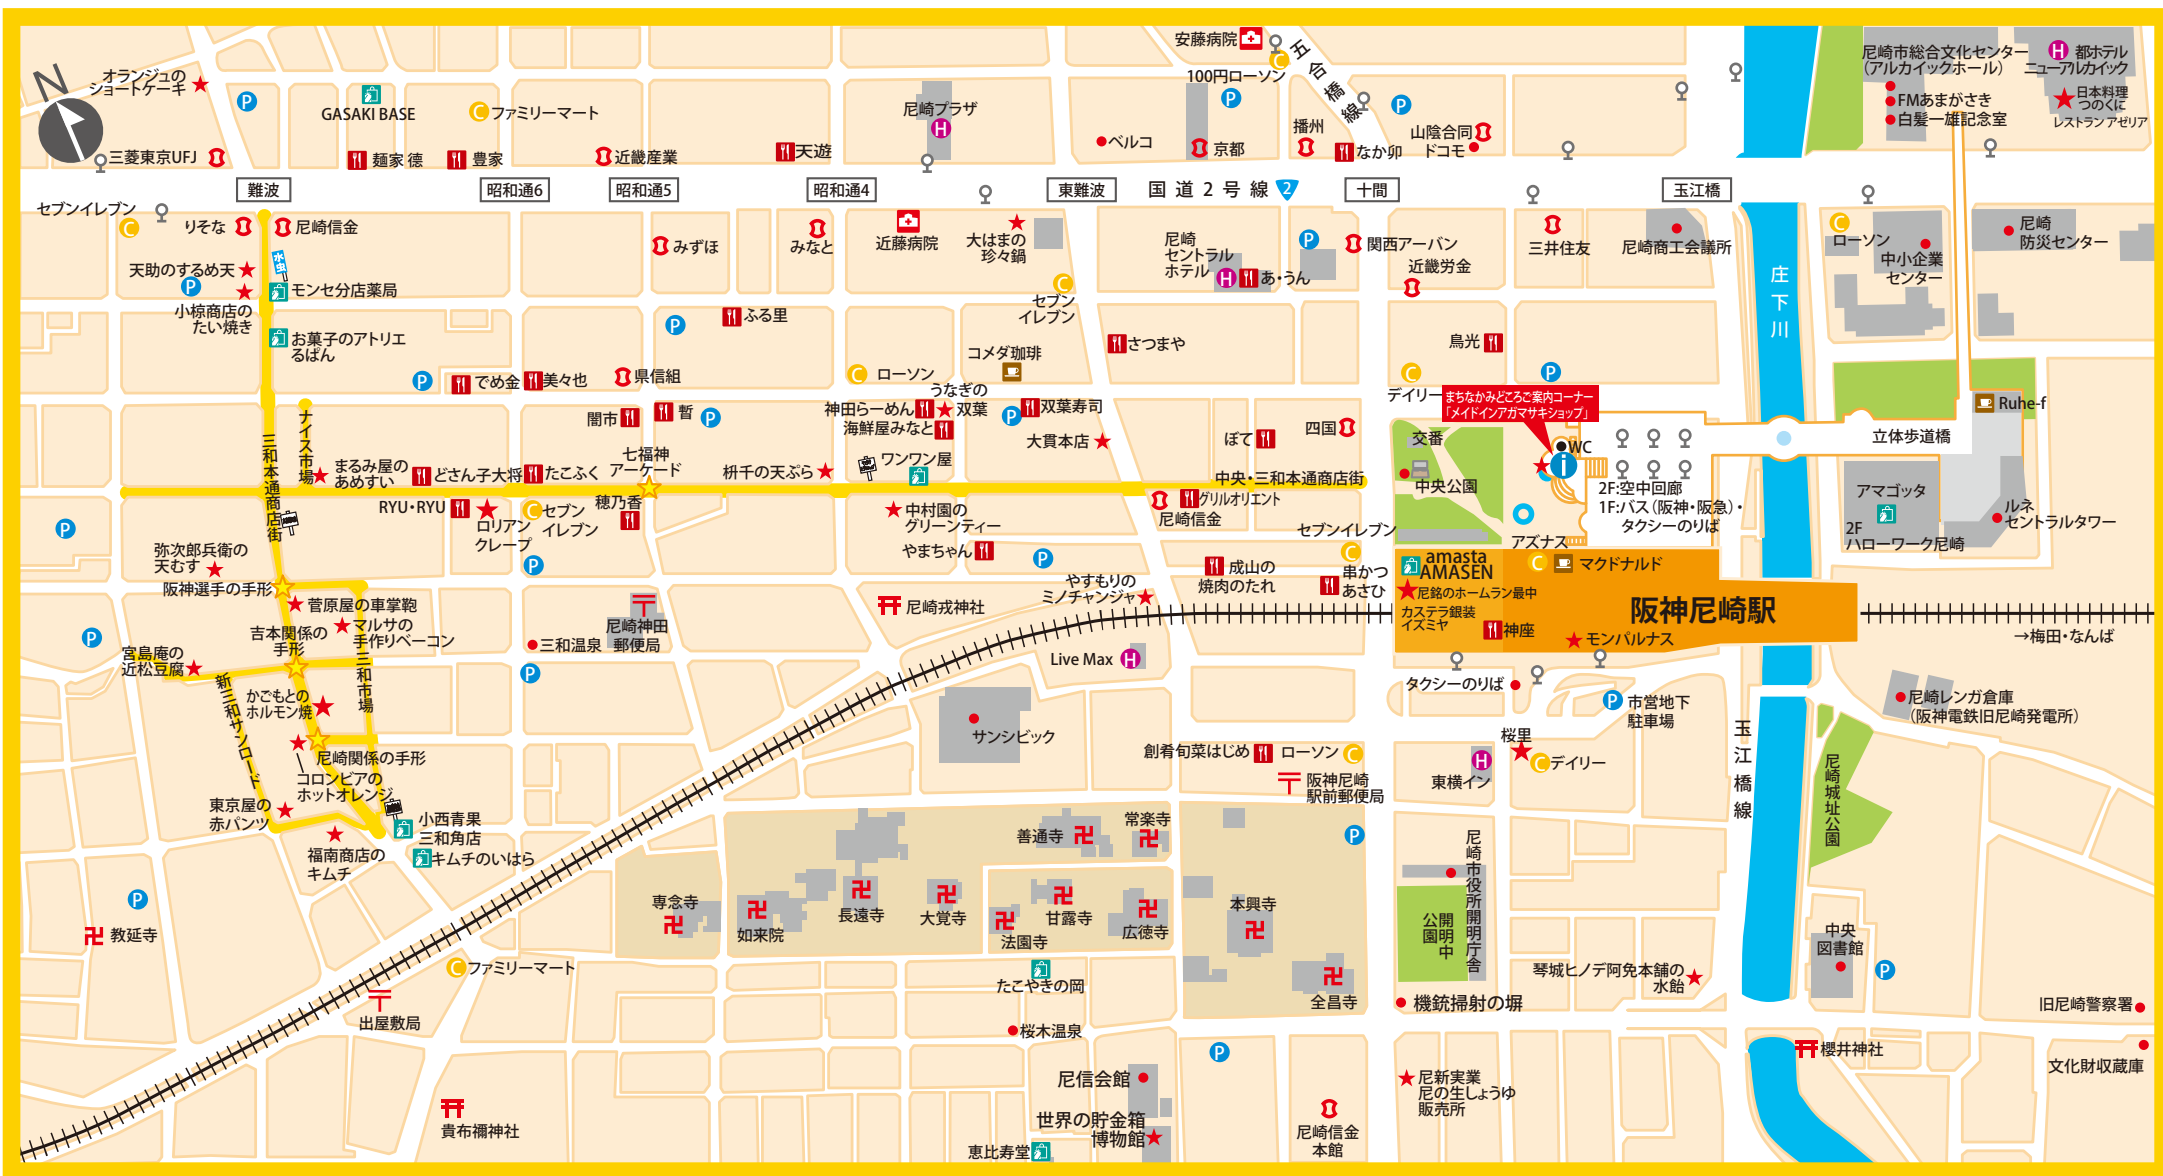 N
オランジュの
ショートケーキ
P
GASAKI BASE
C ファミリーマート
三菱東京UFJ
麺家 德
豊家
近畿産業
天遊
尼崎プラザ
H
ベルコ
安藤病院
C
100円ローソン
P
五合橋線
P
京都
播州
なか卯
山陰合同
ドコモ
尼崎市総合文化センター
(アルカイックホール)
FMあまがさき
白髪一雄記念室
H 都ホテル
ニューアルカイック
日本料理
つのくに
レストラン アゼリア
難波
昭和通6
昭和通5
昭和通4
東難波
国道2号線 2
十間
玉江橋
セブンイレブン
C
りそな
尼崎信金
天助のするめ天
P
小椋商店の
たい焼き
水虫
モンセ分店薬局
お菓子のアトリエ
るぱん
みずほ
みなと
近藤病院
大はまの
珍々鍋
C
セブン
イレブン
尼崎
セントラル
ホテル
H
あ・うん
P
関西アーバン
近畿労金
三井住友
尼崎商工会議所
庄下川
C
ローソン
中小企業
センター
尼崎
防災センター
P
ふる里
さつまや
鳥光
コメダ珈琲
P
でめ金
美々也
県信組
C ローソン
うなぎの
双葉
神田らーめん
海鮮屋みなと
P
双葉寿司
大貫本店
ぼて
四国
C
デイリー
P
まちなかみどころご案内コーナー
「メイドインアガマサキショップ」
WC
i
交番
中央公園
Ruhe-f
立体歩道橋
闇市
暫
P
七福神
アーケード
ナイス市場
三和本通商店街
まるみ屋の
あめすい
どさん子大将
たこふく
枡千の天ぷら
ワンワン屋
中央・三和本通商店街
RYU・RYU
ロリアン
クレープ
C セブン
イレブン
穂乃香
中村園の
グリーンティー
やまちゃん
尼崎信金
グリルオリエント
セブンイレブン
C
2F:空中回廊
1F:バス(阪神・阪急)・
タクシーのりば
アマゴッタ
2F
ハローワーク尼崎
ルネ
セントラルタワー
P
弥次郎兵衛の
天むす
阪神選手の手形
P
P
やすもりの
ミノチャンジャ
成山の
焼肉のたれ
串かつ
あさひ
amasta
AMASEN
アズナス
C
マクドナルド
尼銘のホームラン最中
カステラ銀装
イズミヤ
神座
阪神尼崎駅
モンパルナス
→梅田・なんば
P
菅原屋の車掌鞄
マルサの
手作りベーコン
吉本関係の
手形
宮島庵の
近松豆腐
三和市場
新三和サンロード
三和温泉
尼崎神田
郵便局
尼崎戎神社
P
Live Max H
タクシーのりば
P 市営地下
駐車場
尼崎レンガ倉庫
(阪神電鉄旧尼崎発電所)
かごもとの
ホルモン焼
尼崎関係の手形
コロンビアの
ホットオレンジ
東京屋の
赤パンツ
福南商店の
キムチ
小西青果
三和角店
キムチのいはら
サンシビック
創肴旬菜はじめ
ローソン C
阪神尼崎
駅前郵便局
H
東横イン
桜里
C デイリー
玉江橋線
尼崎城址公園
善通寺
常楽寺
P
専念寺
如来院
長遠寺
大覚寺
法園寺
甘露寺
広徳寺
本興寺
全昌寺
尼崎市役所開明庁舎
開明中
公園
P
教延寺
C ファミリーマート
出屋敷局
たこやきの岡
桜木温泉
機銃掃射の塀
琴城ヒノデ阿免本舗の
水飴
中央
図書館
P
旧尼崎警察署
櫻井神社
文化財収蔵庫
P
貴布禰神社
尼信会館
世界の貯金箱
博物館
恵比寿堂
尼崎信金
本館
尼新実業
尼の生しょうゆ
販売所